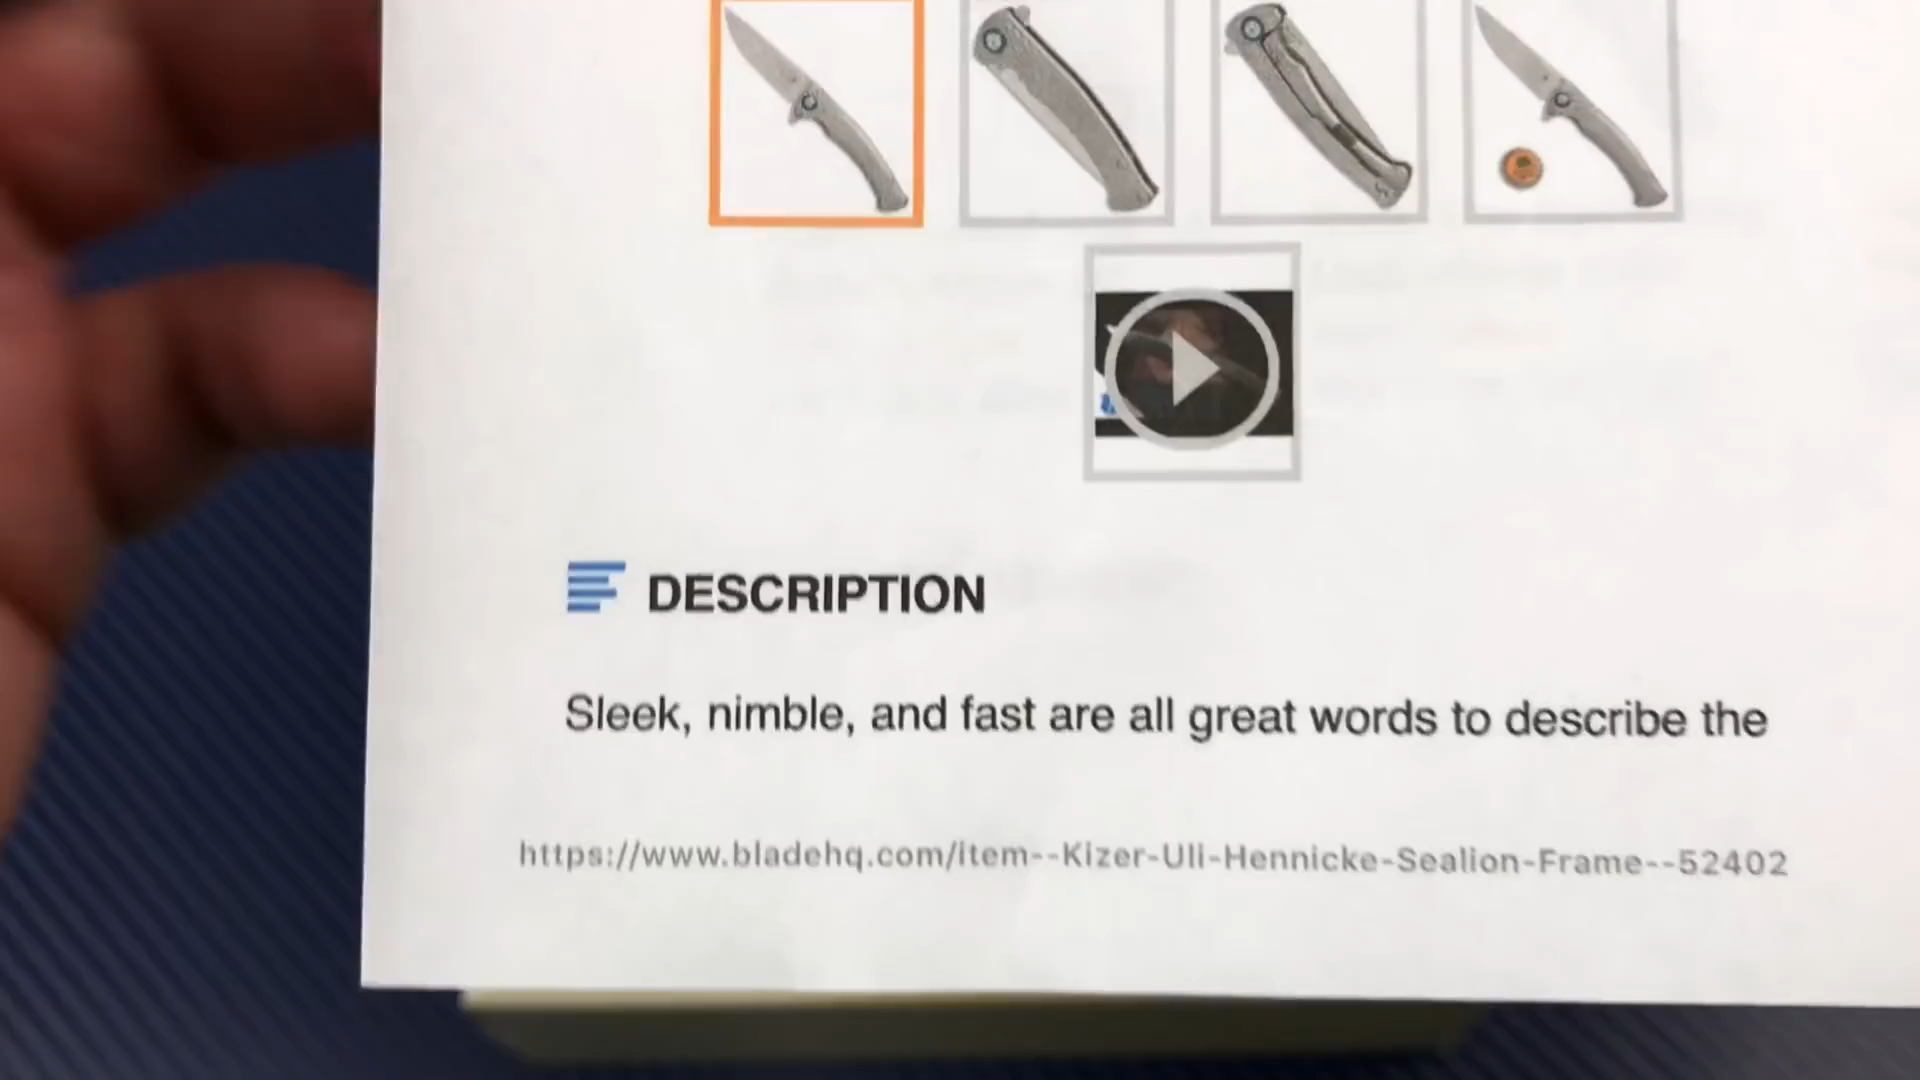 DESCRIPTION
Sleek, nimble, and fast are all great words to describe the
https://www.bladehq.com/item--Kizer-Uli-Hennicke-Sealion-Frame--52402